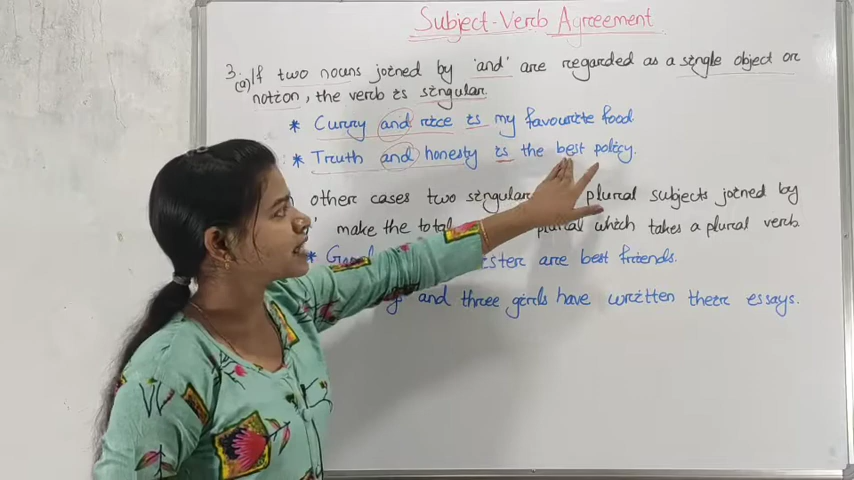 Subject-Verb Agreement
3. (a) If two nouns joined by 'and' are regarded as a single object or
notion, the verb is singular.
* Curry and rice is my favourite food
* Truth and honesty is the best policy.
other cases two singular plural subjects joined by
' make the total plural which takes a plural verb
* are best friends.
and three girls have written their essays.